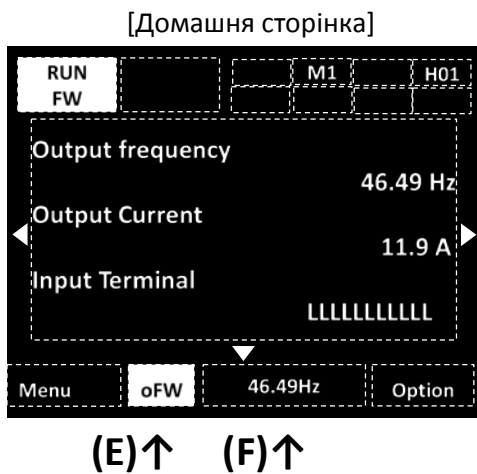 [Домашня сторінка]
RUN M1 H01
FW
Output frequency
46.49 Hz
Output Current
11.9 A
Input Terminal
LLLLLLLLLLL
Menu oFW 46.49Hz Option
(E)↑ (F)↑